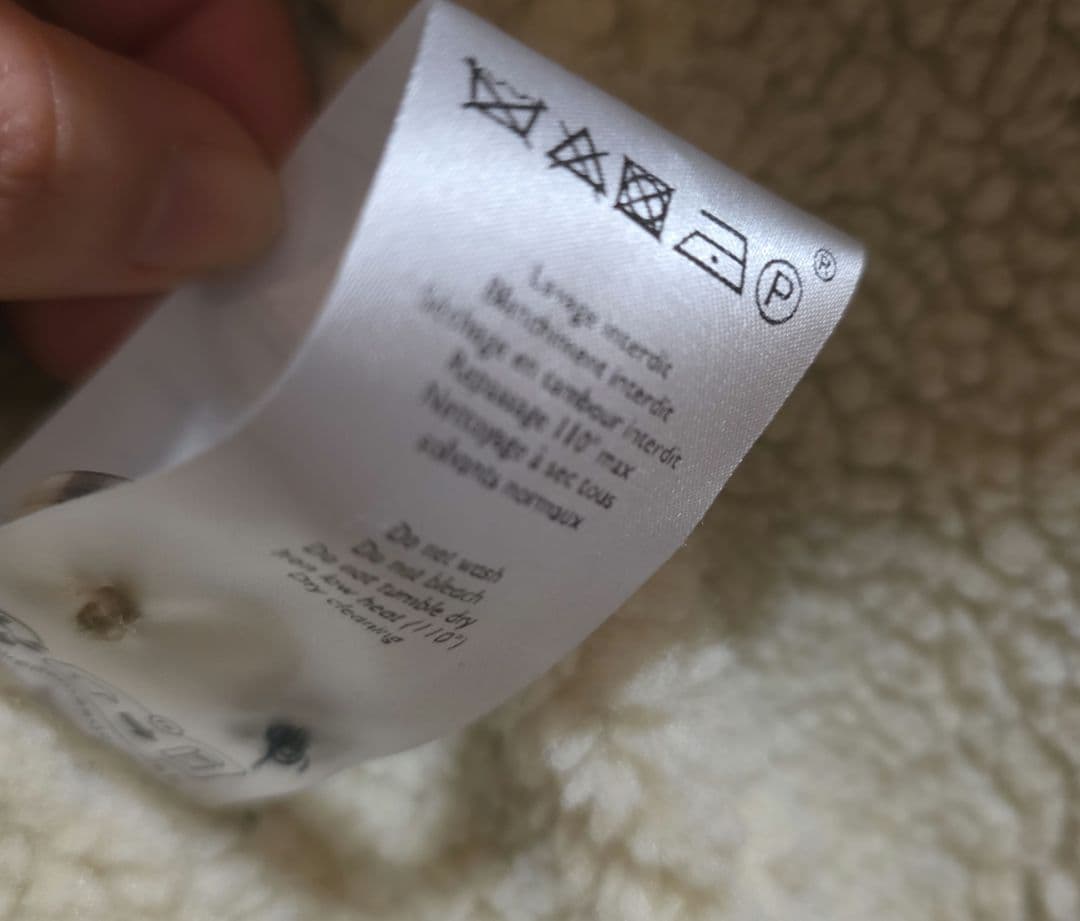 P ®
Lavage interdit
Blanchiment interdit
Séchage en tambour interdit
Repassage 110° max
Nettoyage à sec tous
solvants normaux
Do not wash
Do not bleach
Do not tumble dry
Iron low heat (110°)
Dry cleaning